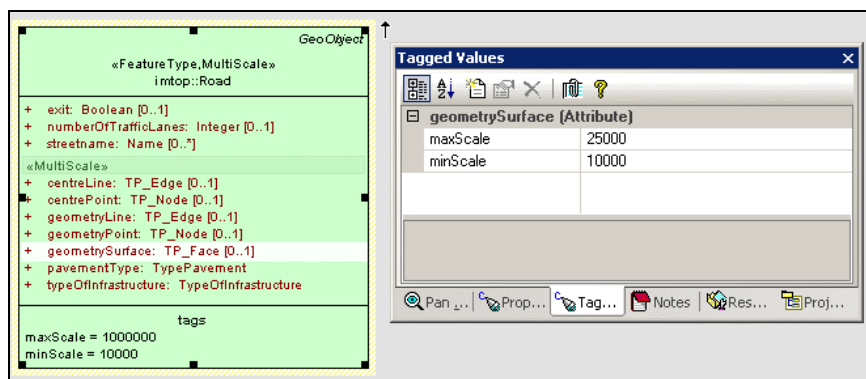 GeoObject
«FeatureType,MultiScale»
imtop::Road
+ exit: Boolean [0..1]
+ numberOfTrafficLanes: Integer [0..1]
+ streetname: Name [0..*]
«MultiScale»
+ centreLine: TP_Edge [0..1]
+ centrePoint: TP_Node [0..1]
+ geometryLine: TP_Edge [0..1]
+ geometryPoint: TP_Node [0..1]
+ geometrySurface: TP_Face [0..1]
+ pavementType: TypePavement
+ typeOfInfrastructure: TypeOfInfrastructure
tags
maxScale = 1000000
minScale = 10000
Tagged Values
geometrySurface (Attribute)
maxScale 25000
minScale 10000
Pan ... Prop... Tag... Notes Res... Proj...